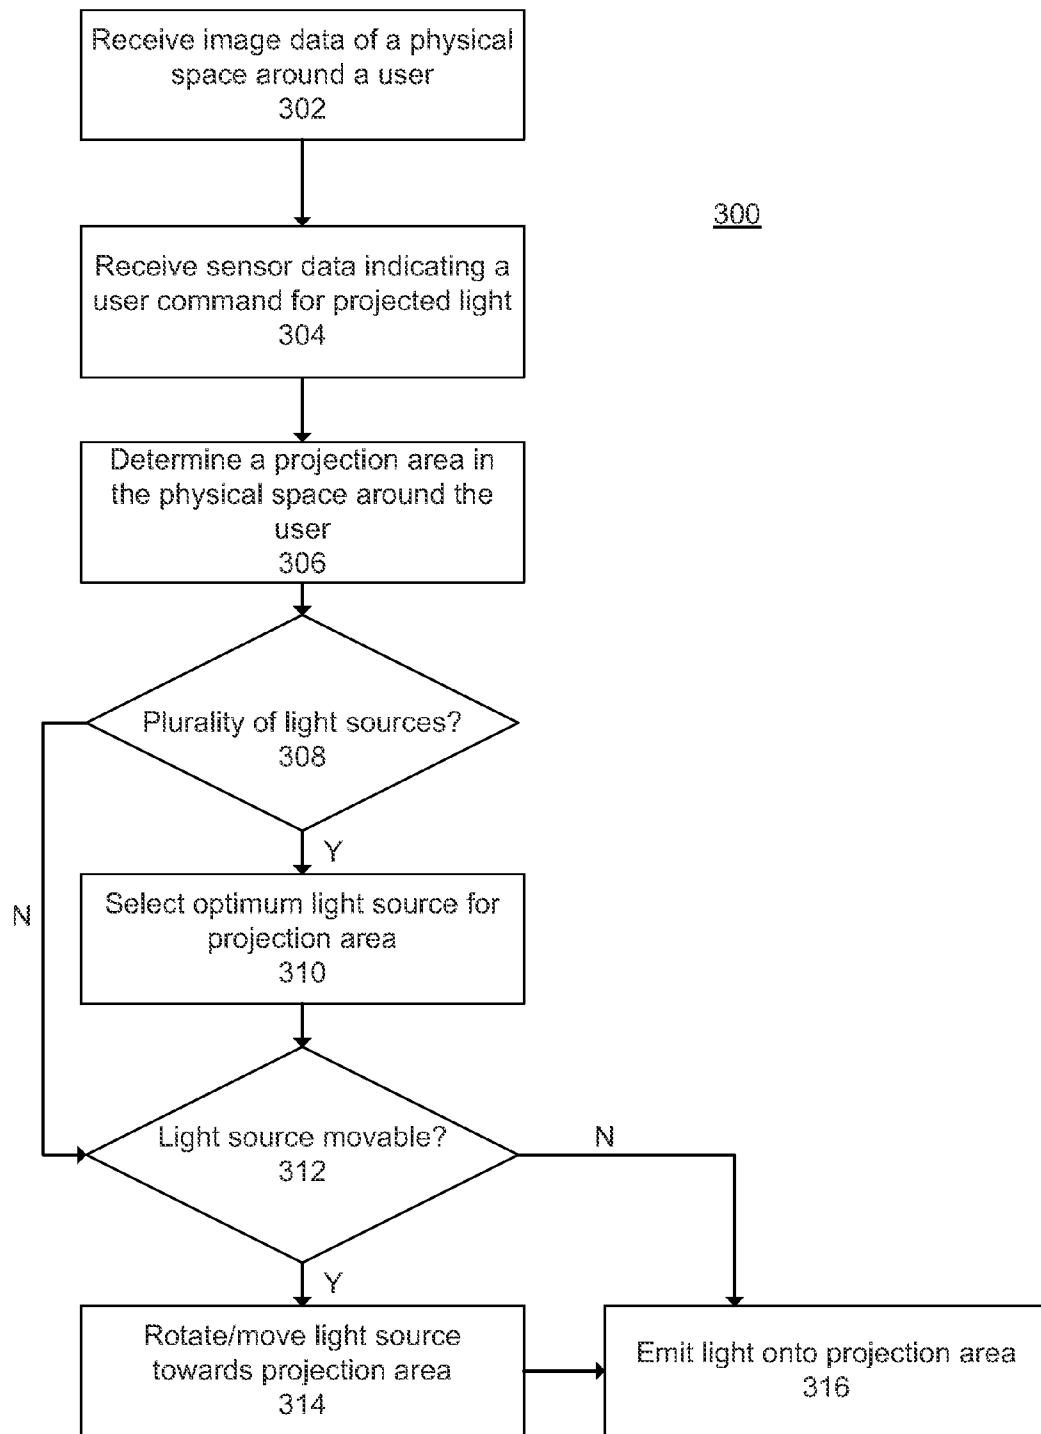 Receive image data of a physical
space around a user
302
300
Receive sensor data indicating a
user command for projected light
304
Determine a projection area in
the physical space around the
user
306
Plurality of light sources?
308
Y
N
Select optimum light source for
projection area
310
Light source movable?
312
N
Y
Rotate/move light source
towards projection area
314
Emit light onto projection area
316